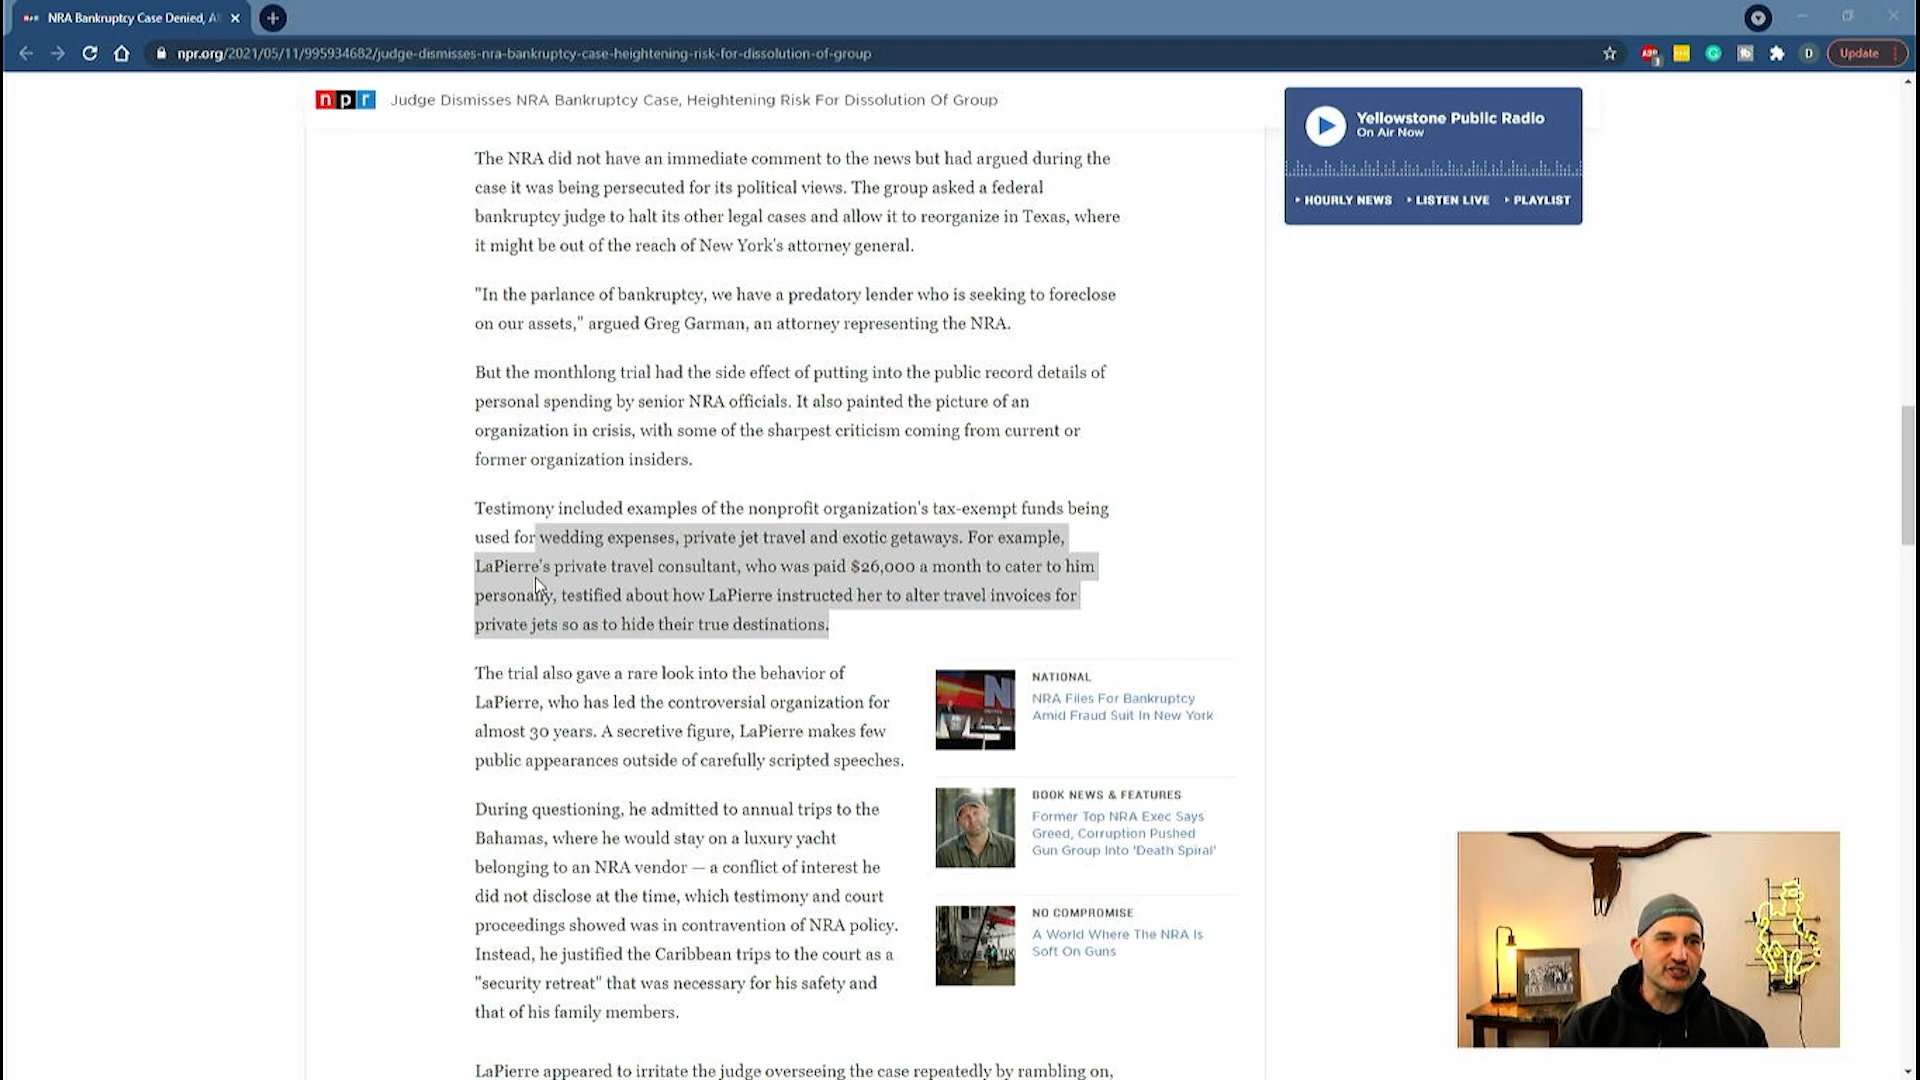 NRA Bankruptcy Case Denied, A
npr.org/2021/05/11/995934682/judge-dismisses-nra-bankruptcy-case-heightening-risk-for-dissolution-of-group
ABP
3
D
Update
npr
Judge Dismisses NRA Bankruptcy Case, Heightening Risk For Dissolution Of Group
Yellowstone Public Radio
On Air Now
HOURLY NEWS
LISTEN LIVE
PLAYLIST
The NRA did not have an immediate comment to the news but had argued during the
case it was being persecuted for its political views. The group asked a federal
bankruptcy judge to halt its other legal cases and allow it to reorganize in Texas, where
it might be out of the reach of New York's attorney general.
"In the parlance of bankruptcy, we have a predatory lender who is seeking to foreclose
on our assets," argued Greg Garman, an attorney representing the NRA.
But the monthlong trial had the side effect of putting into the public record details of
personal spending by senior NRA officials. It also painted the picture of an
organization in crisis, with some of the sharpest criticism coming from current or
former organization insiders.
Testimony included examples of the nonprofit organization's tax-exempt funds being
used for wedding expenses, private jet travel and exotic getaways. For example,
LaPierre's private travel consultant, who was paid $26,000 a month to cater to him
personally, testified about how LaPierre instructed her to alter travel invoices for
private jets so as to hide their true destinations.
The trial also gave a rare look into the behavior of
LaPierre, who has led the controversial organization for
almost 30 years. A secretive figure, LaPierre makes few
public appearances outside of carefully scripted speeches.
During questioning, he admitted to annual trips to the
Bahamas, where he would stay on a luxury yacht
belonging to an NRA vendor — a conflict of interest he
did not disclose at the time, which testimony and court
proceedings showed was in contravention of NRA policy.
Instead, he justified the Caribbean trips to the court as a
"security retreat" that was necessary for his safety and
that of his family members.
NATIONAL
NRA Files For Bankruptcy
Amid Fraud Suit In New York
BOOK NEWS & FEATURES
Former Top NRA Exec Says
Greed, Corruption Pushed
Gun Group Into 'Death Spiral'
NO COMPROMISE
A World Where The NRA Is
Soft On Guns
LaPierre appeared to irritate the judge overseeing the case repeatedly by rambling on,